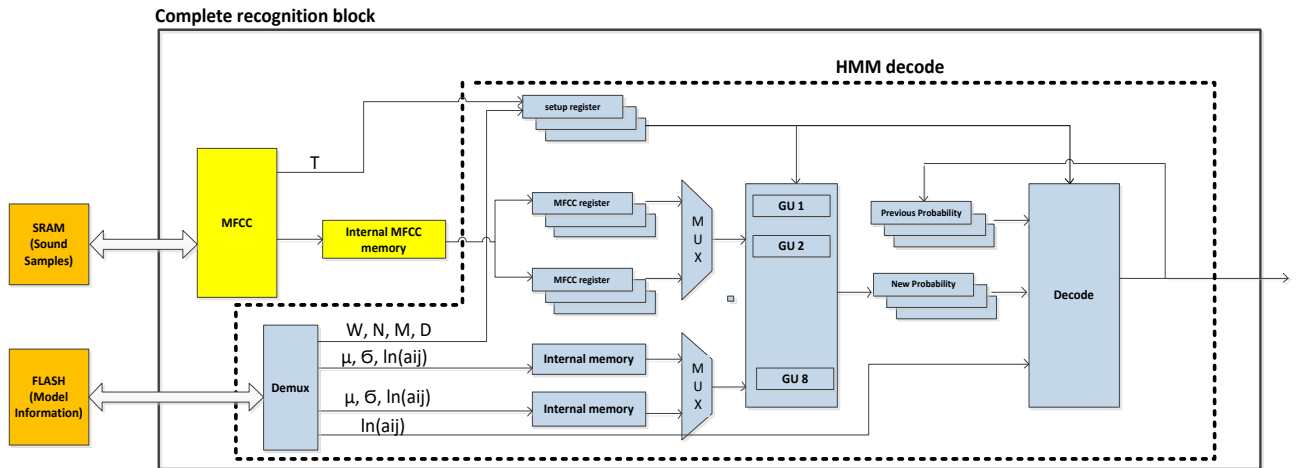 Complete recognition block
HMM decode
setup register
T
MFCC
SRAM
(Sound
Samples)
Internal MFCC
memory
MFCC register
MFCC register
M
U
X
GU 1
GU 2
GU 8
Previous Probability
New Probability
Decode
FLASH
(Model
Information)
Demux
W, N, M, D
μ, Ϭ, ln(aij)
μ, Ϭ, ln(aij)
ln(aij)
Internal memory
Internal memory
M
U
X